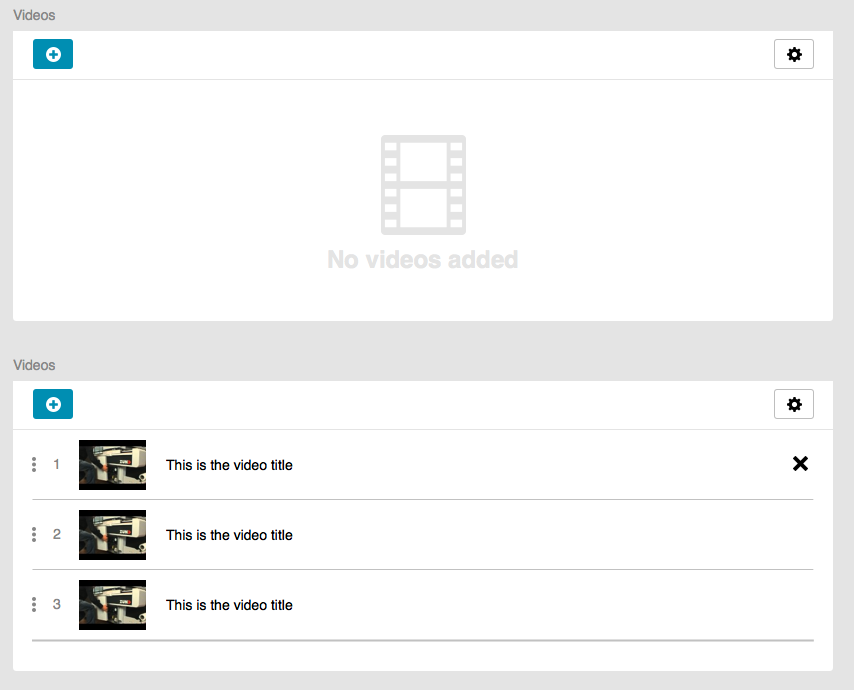 Videos
No videos added
Videos
1 This is the video title
2 This is the video title
3 This is the video title